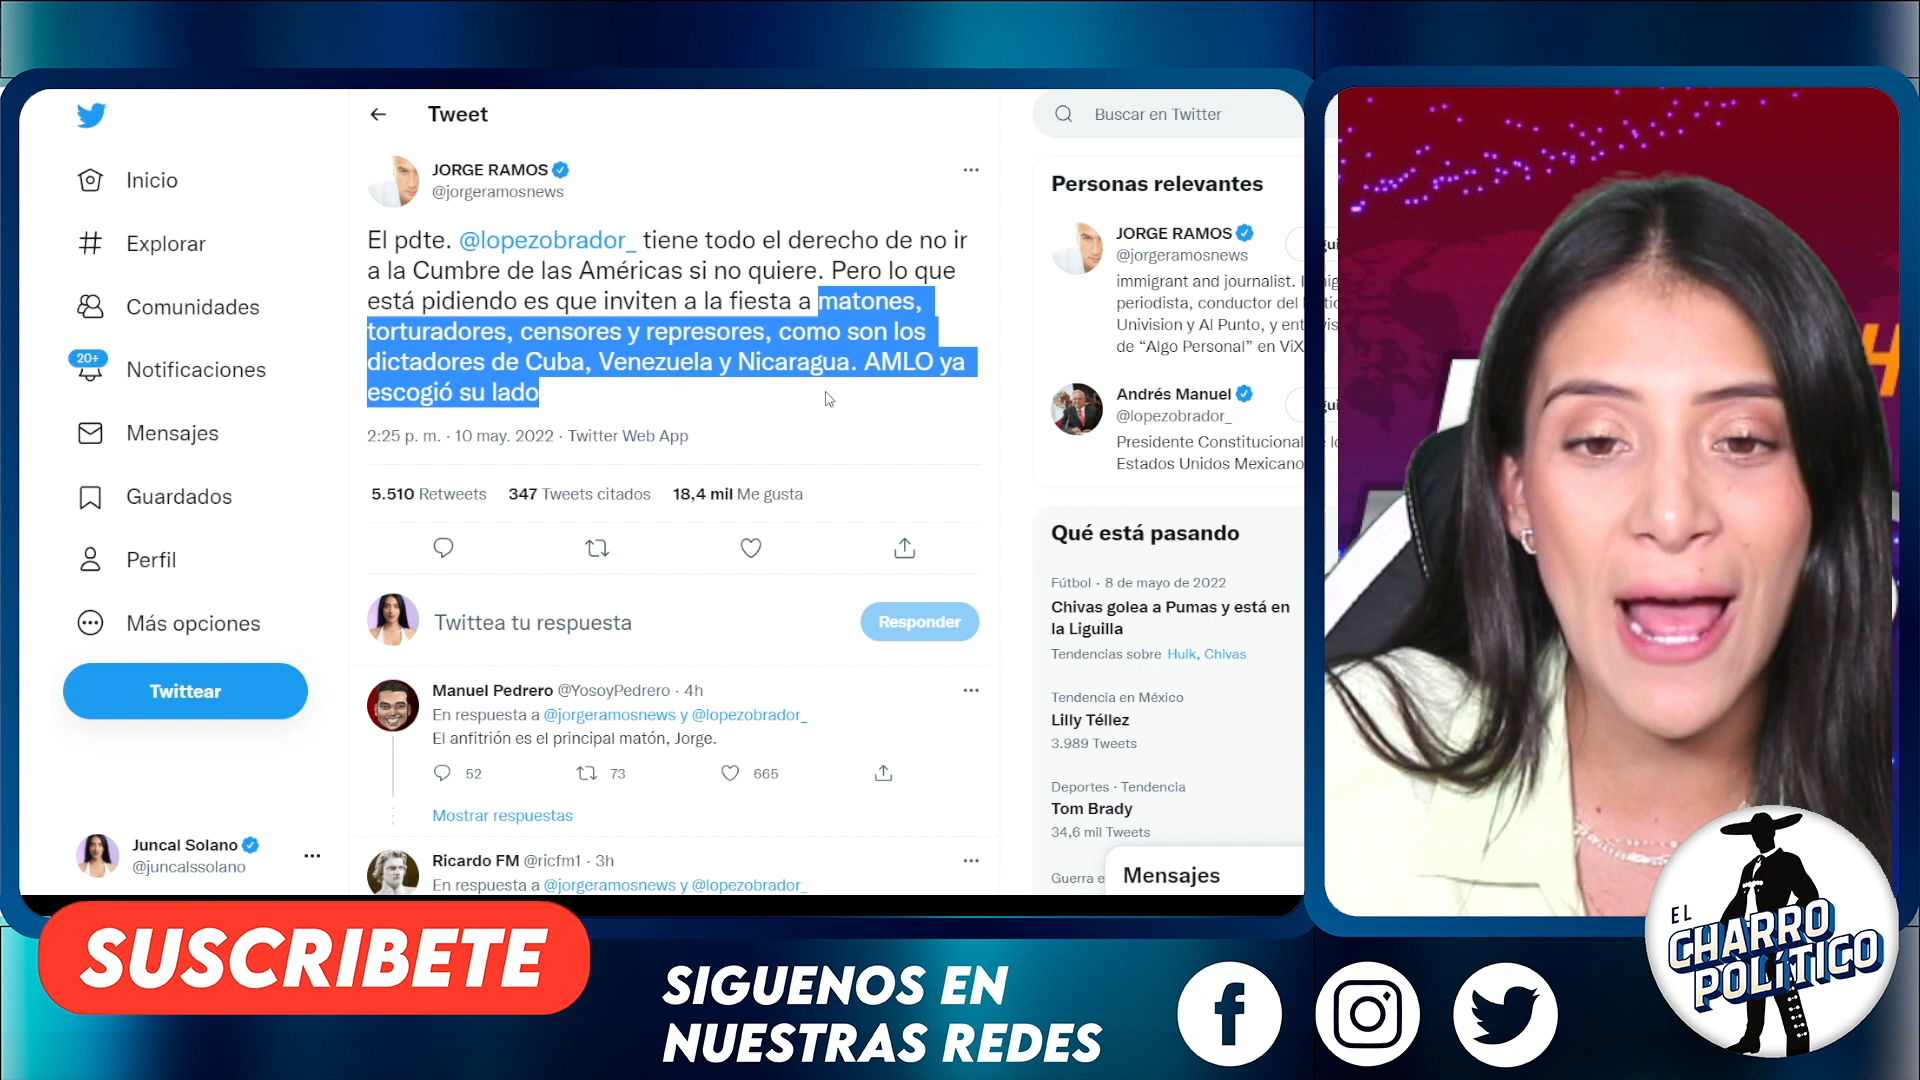 Tweet
Buscar en Twitter
Inicio
Explorar
Comunidades
20+
Notificaciones
Mensajes
Guardados
Perfil
Más opciones
Twittear
Juncal Solano
@juncalssolano
JORGE RAMOS
@jorgeramosnews
El pdte. @lopezobrador_ tiene todo el derecho de no ir
a la Cumbre de las Américas si no quiere. Pero lo que
está pidiendo es que inviten a la fiesta a matones,
torturadores, censores y represores, como son los
dictadores de Cuba, Venezuela y Nicaragua. AMLO ya
escogió su lado
2:25 p. m. · 10 may. 2022 · Twitter Web App
5.510 Retweets 347 Tweets citados 18,4 mil Me gusta
Twittea tu respuesta
Responder
Manuel Pedrero @YosoyPedrero · 4h
En respuesta a @jorgeramosnews y @lopezobrador_
El anfitrión es el principal matón, Jorge.
52 73 665
Mostrar respuestas
Ricardo FM @ricfm1 · 3h
En respuesta a @jorgeramosnews y @lopezobrador_
Personas relevantes
JORGE RAMOS
@jorgeramosnews
immigrant and journalist.
periodista, conductor del
Univision y Al Punto, y
de “Algo Personal” en ViX
Andrés Manuel
@lopezobrador_
Presidente Constitucional
Estados Unidos Mexicano
Qué está pasando
Fútbol · 8 de mayo de 2022
Chivas golea a Pumas y está en
la Liguilla
Tendencias sobre Hulk, Chivas
Tendencia en México
Lilly Téllez
3.989 Tweets
Deportes · Tendencia
Tom Brady
34,6 mil Tweets
Guerra e
Mensajes
SUSCRIBETE
SIGUENOS EN
NUESTRAS REDES
EL
CHARRO
POLÍTICO